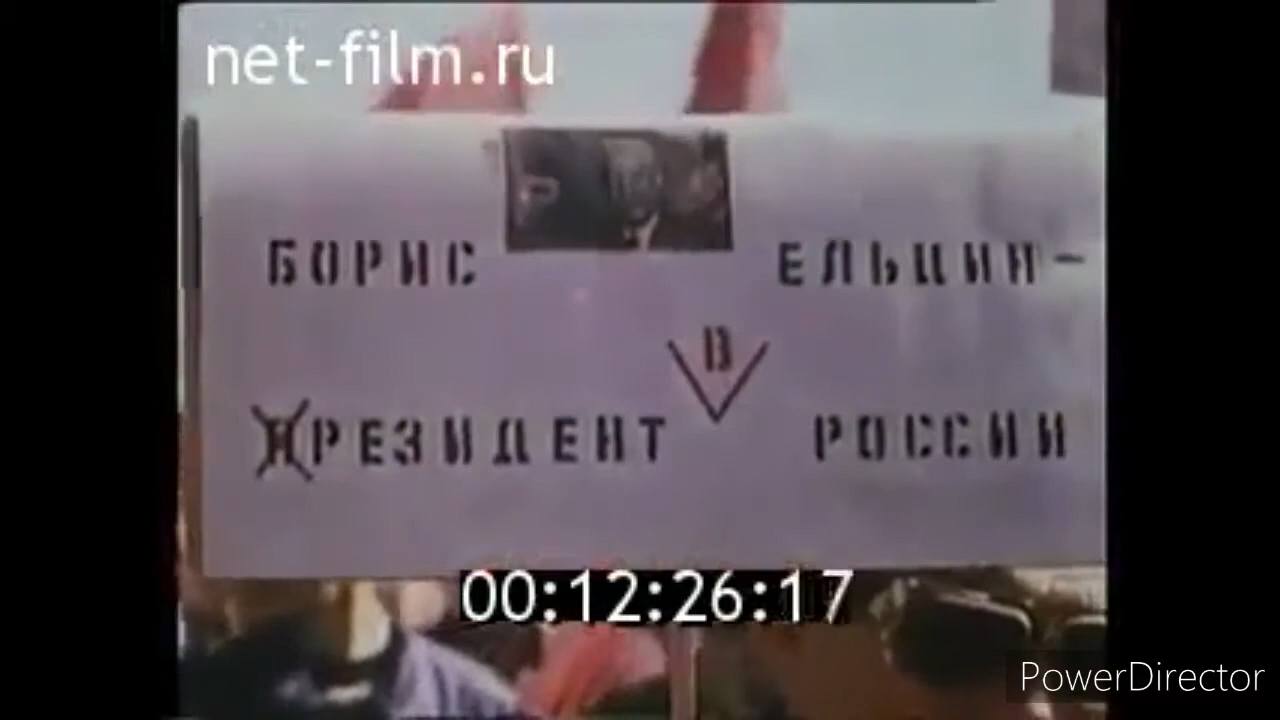 net-film.ru
БОРИС ЕЛЬЦИН-
В
ПРЕЗИДЕНТ РОССИИ
00:12:26:17
PowerDirector